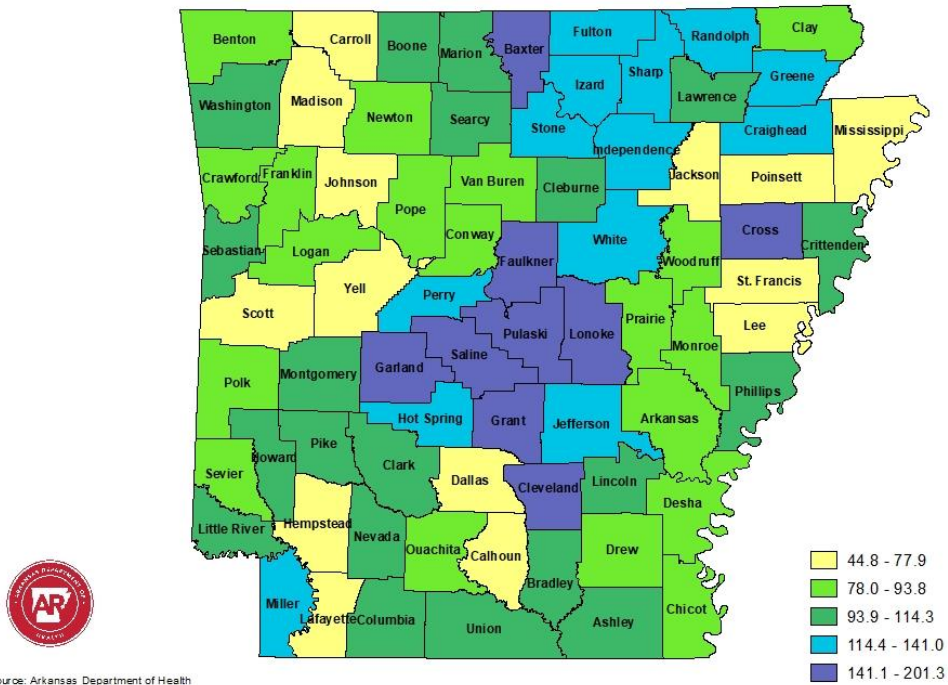 Benton
Carroll
Boone
Marion
Baxter
Fulton
Randolph
Clay
Sharp
Izard
Greene
Washington
Madison
Newton
Searcy
Stone
Lawrence
Independence
Craighead
Mississippi
Crawford
Franklin
Johnson
Pope
Van Buren
Cleburne
Jackson
Poinsett
Sebastian
Logan
Conway
Faulkner
White
Woodruff
Cross
Crittenden
Scott
Yell
Perry
St. Francis
Pulaski
Lonoke
Prairie
Monroe
Lee
Polk
Montgomery
Garland
Saline
Phillips
Hot Spring
Grant
Jefferson
Arkansas
Sevier
Howard
Pike
Clark
Dallas
Cleveland
Lincoln
Desha
Little River
Hempstead
Nevada
Ouachita
Calhoun
Bradley
Drew
Chicot
Miller
Lafayette
Columbia
Union
Ashley
44.8 - 77.9
78.0 - 93.8
93.9 - 114.3
114.4 - 141.0
141.1 - 201.3
ARKANSAS DEPARTMENT OF
AR
HEALTH
ource: Arkansas Department of Health